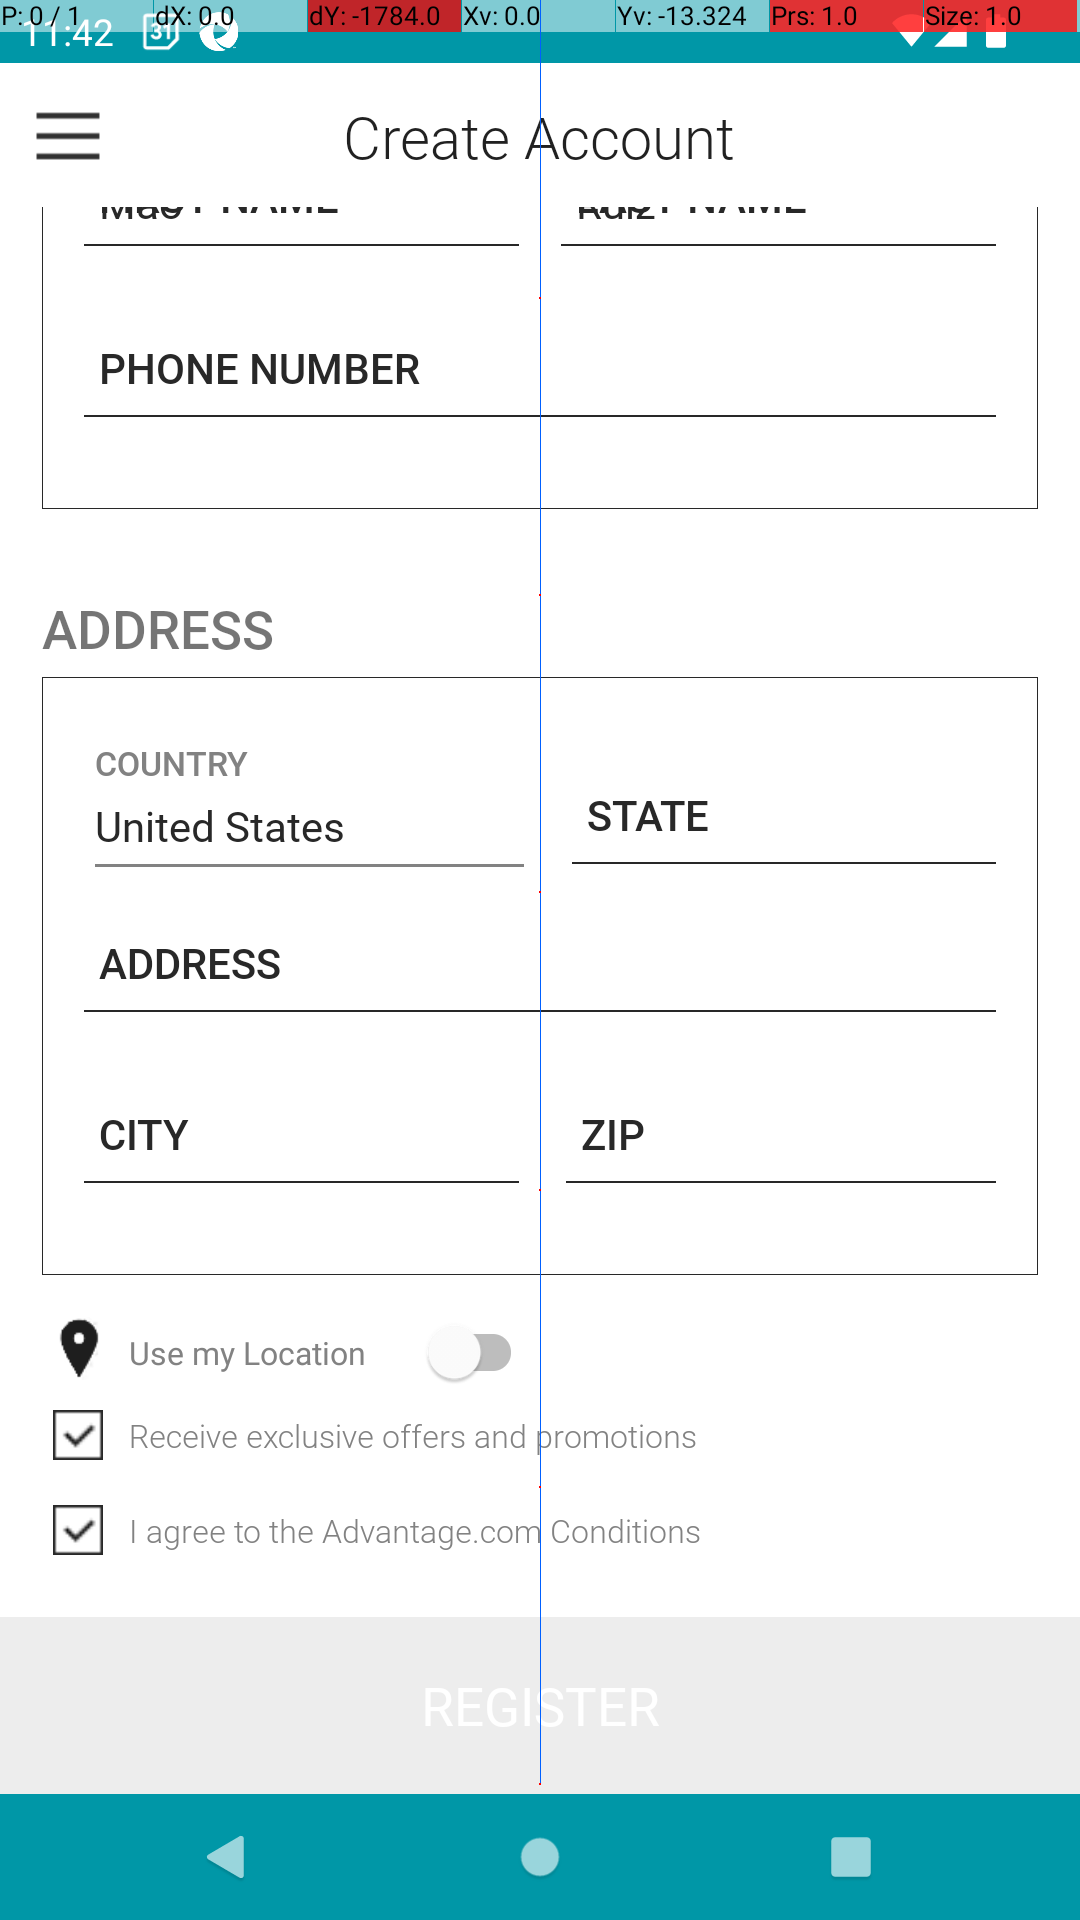 P: 0 / 1 dX: 0.0 dY: -1784.0 Xv: 0.0 Yv: -13.324 Prs: 1.0 Size: 1.0
11:42 31
Create Account
PHONE NUMBER
ADDRESS
COUNTRY
United States
STATE
ADDRESS
CITY ZIP
Use my Location
Receive exclusive offers and promotions
I agree to the Advantage.com Conditions
REGISTER